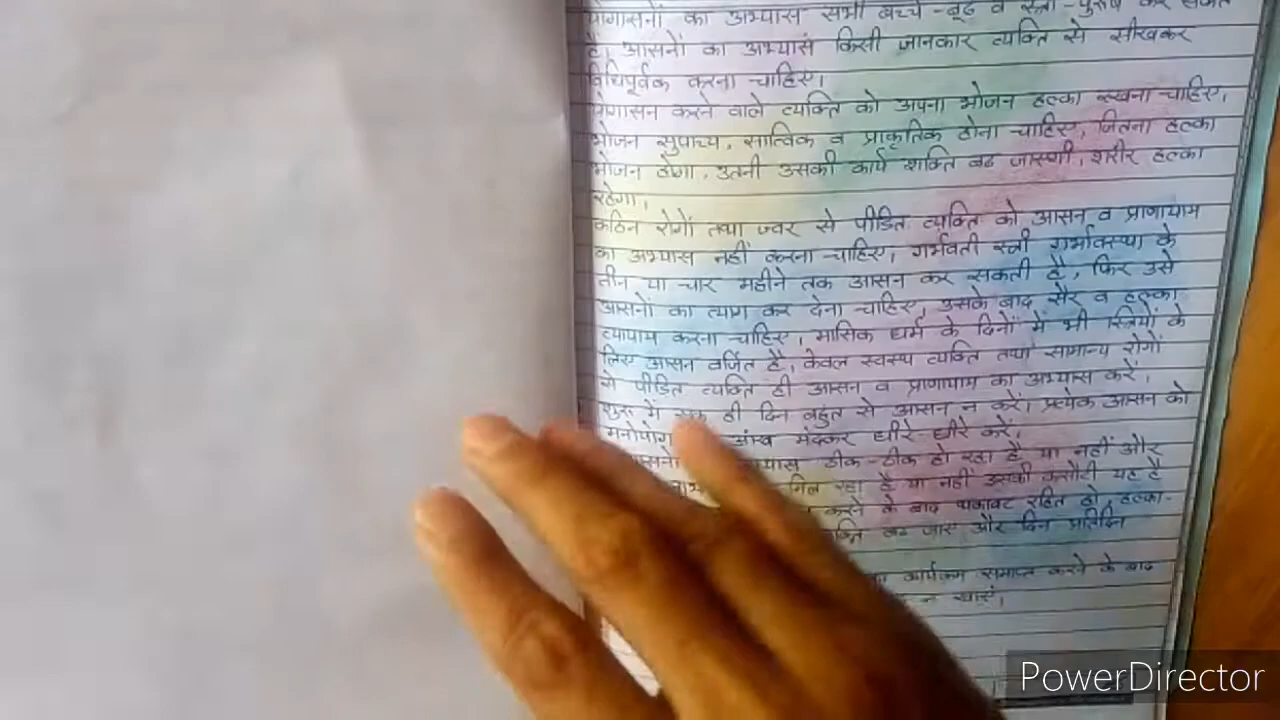 योगासनों का अभ्यास सभी बच्चे-बूढ़े व स्त्री-पुरुष कर सकते
हैं, आसनों का अभ्यास किसी जानकार व्यक्ति से सीखकर
विधिपूर्वक करना चाहिए।
योगासन करने वाले व्यक्ति को अपना भोजन हल्का रखना चाहिए,
भोजन सुपाच्य, सात्विक व प्राकृतिक होना चाहिए, जितना हल्का
भोजन होगा, उतनी उसकी कार्य शक्ति बढ जाएगी, शरीर हल्का
रहेगा।
कठिन रोगों तथा ज्वर से पीडित व्यक्ति को आसन व प्राणायाम
का अभ्यास नहीं करना चाहिए, गर्भवती स्त्री गर्भावस्था के
तीन या चार महीने तक आसन कर सकती है, फिर उसे
आसनों का त्याग कर देना चाहिए, उसके बाद सैर व हल्का
व्यायाम करना चाहिए, मासिक धर्म के दिनों में भी स्त्रियों के
लिए आसन वर्जित है, केवल स्वस्थ व्यक्ति तथा सामान्य रोगों
से पीडित व्यक्ति ही आसन व प्राणायाम का अभ्यास करें,
शुरु में एक ही दिन बहुत से आसन न करें। प्रत्येक आसन को
मनोयोग आंख मूंदकर धीरे-धीरे करें,
ठीक-ठीक हो रहा है या नहीं और
मिल रहा है या नहीं उसकी कसौटी यह है
करने के बाद थकावट रहित हो, हल्का-
बढ जाए और दिन प्रतिदिन
कार्यक्रम समाप्त करने के बाद
न खाएं।
PowerDirector